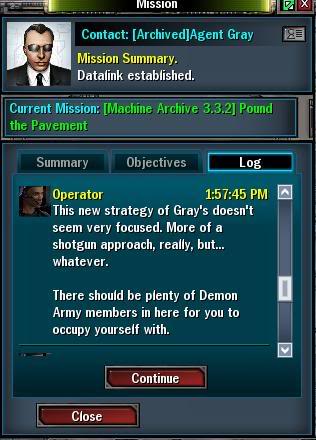 Mission
Contact: [Archived]Agent Gray
Mission Summary.
Datalink established.
Current Mission: [Machine Archive 3.3.2] Pound
the Pavement
Summary
Objectives
Log
Operator
1:57:45 PM
This new strategy of Gray's doesn't
seem very focused. More of a
shotgun approach, really, but...
whatever.
There should be plenty of Demon
Army members in here for you to
occupy yourself with.
Continue
Close